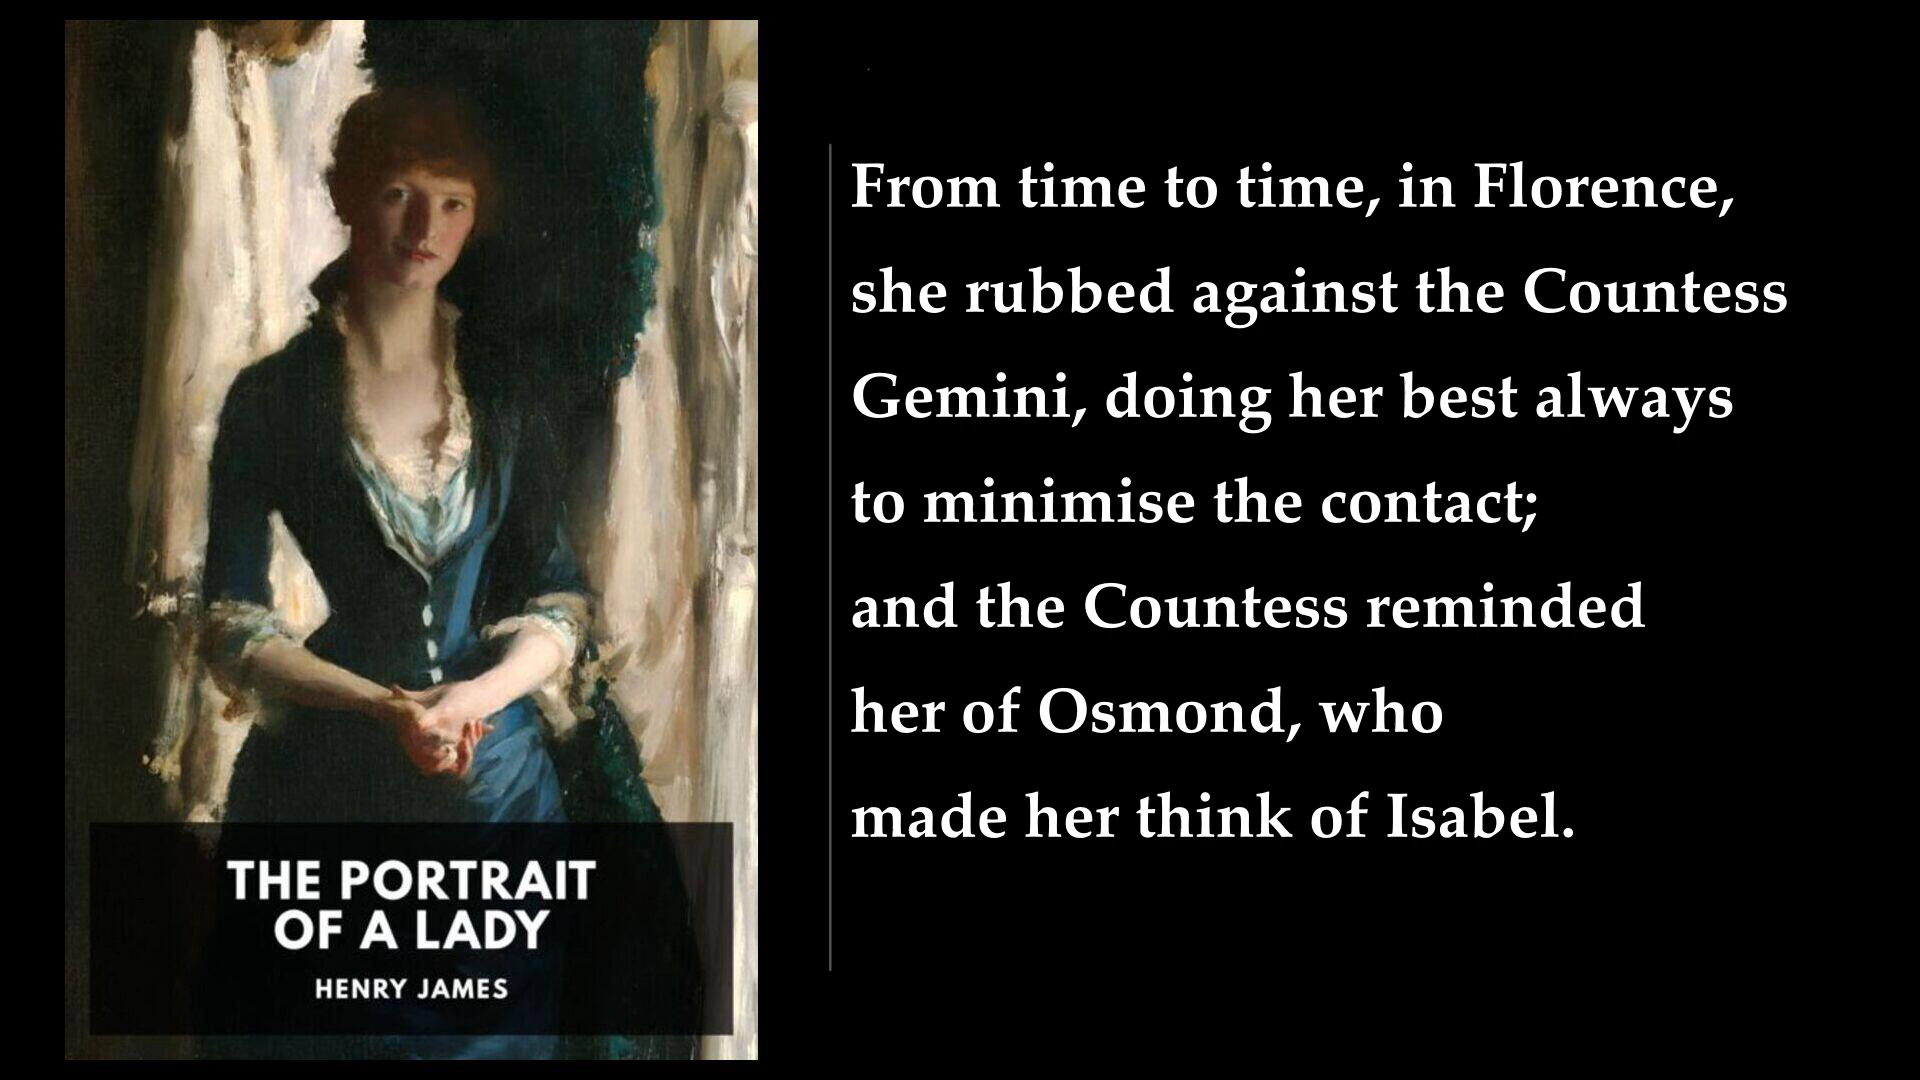 From time to time, in Florence,
she rubbed against the Countess
Gemini, doing her best always
to minimise the contact;
and the Countess reminded
her of Osmond, who
made her think of Isabel.
THE PORTRAIT
OF A LADY
HENRY JAMES